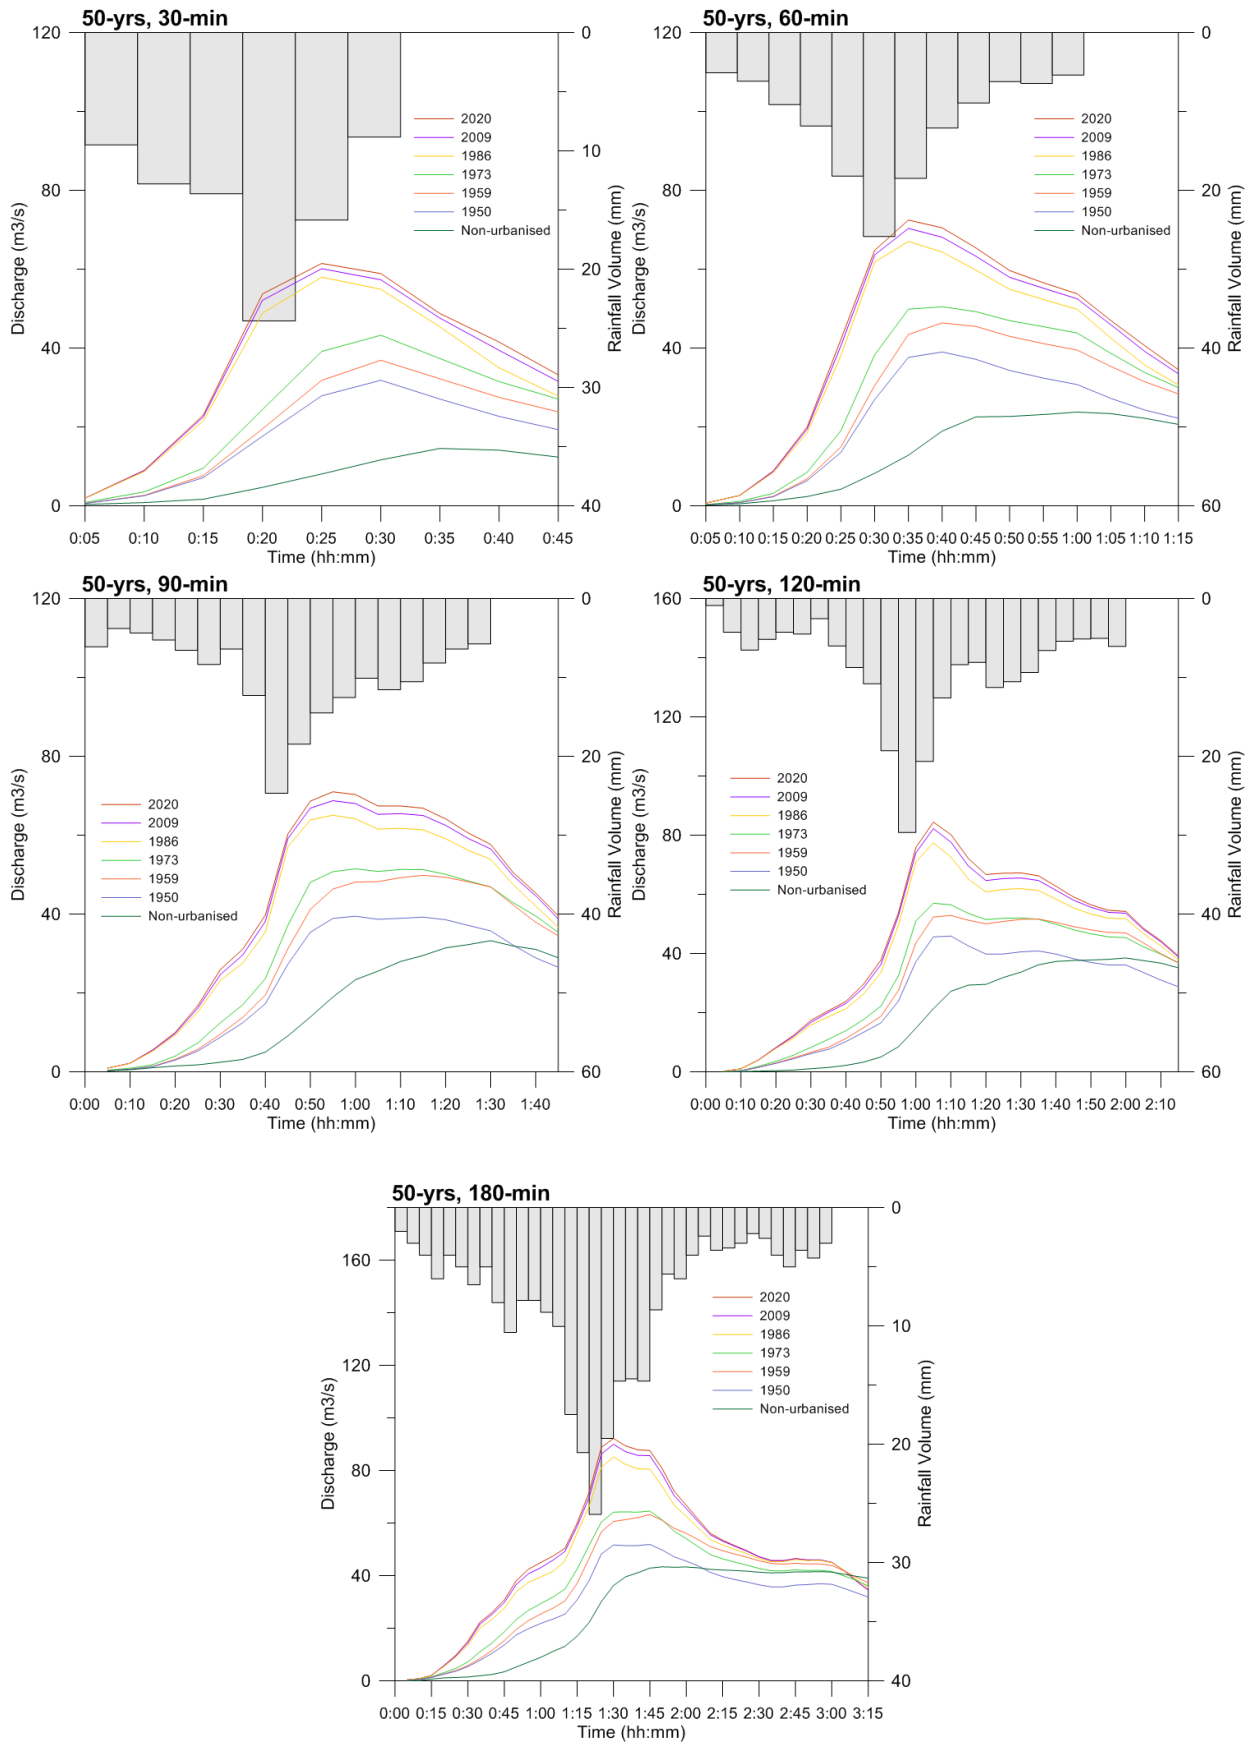 50-yrs, 30-min
120
80
40
0
Discharge (m3/s)
0
10
20
30
40
Rainfall Volume (mm)
2020
2009
1986
1973
1959
1950
Non-urbanised
0:05 0:10 0:15 0:20 0:25 0:30 0:35 0:40 0:45
Time (hh:mm)
50-yrs, 60-min
120
80
40
0
Discharge (m3/s)
0
20
40
60
Rainfall Volume (mm)
2020
2009
1986
1973
1959
1950
Non-urbanised
0:05 0:10 0:15 0:20 0:25 0:30 0:35 0:40 0:45 0:50 0:55 1:00 1:05 1:10 1:15
Time (hh:mm)
50-yrs, 90-min
120
80
40
0
Discharge (m3/s)
0
20
40
60
Rainfall Volume (mm)
2020
2009
1986
1973
1959
1950
Non-urbanised
0:00 0:10 0:20 0:30 0:40 0:50 1:00 1:10 1:20 1:30 1:40
Time (hh:mm)
50-yrs, 120-min
160
120
80
40
0
Discharge (m3/s)
0
20
40
60
Rainfall Volume (mm)
2020
2009
1986
1973
1959
1950
Non-urbanised
0:00 0:10 0:20 0:30 0:40 0:50 1:00 1:10 1:20 1:30 1:40 1:50 2:00 2:10
Time (hh:mm)
50-yrs, 180-min
160
120
80
40
0
Discharge (m3/s)
0
10
20
30
40
Rainfall Volume (mm)
2020
2009
1986
1973
1959
1950
Non-urbanised
0:00 0:15 0:30 0:45 1:00 1:15 1:30 1:45 2:00 2:15 2:30 2:45 3:00 3:15
Time (hh:mm)